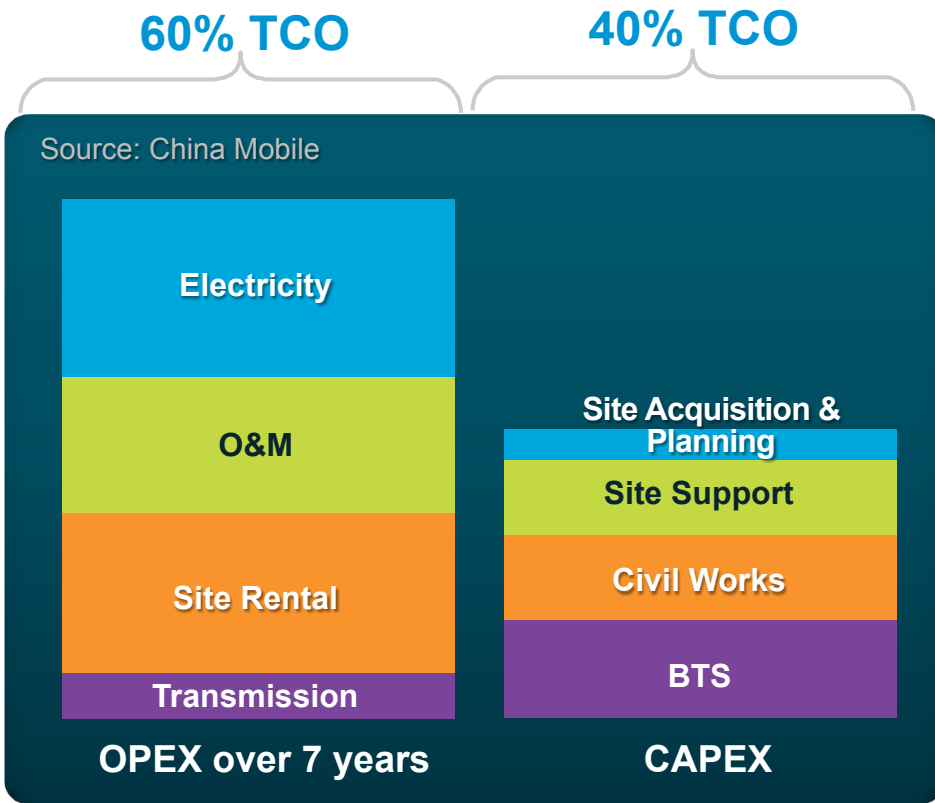 60% TCO
40% TCO
Source: China Mobile
Electricity
O&M
Site Rental
Transmission
OPEX over 7 years
Site Acquisition &
Planning
Site Support
Civil Works
BTS
CAPEX